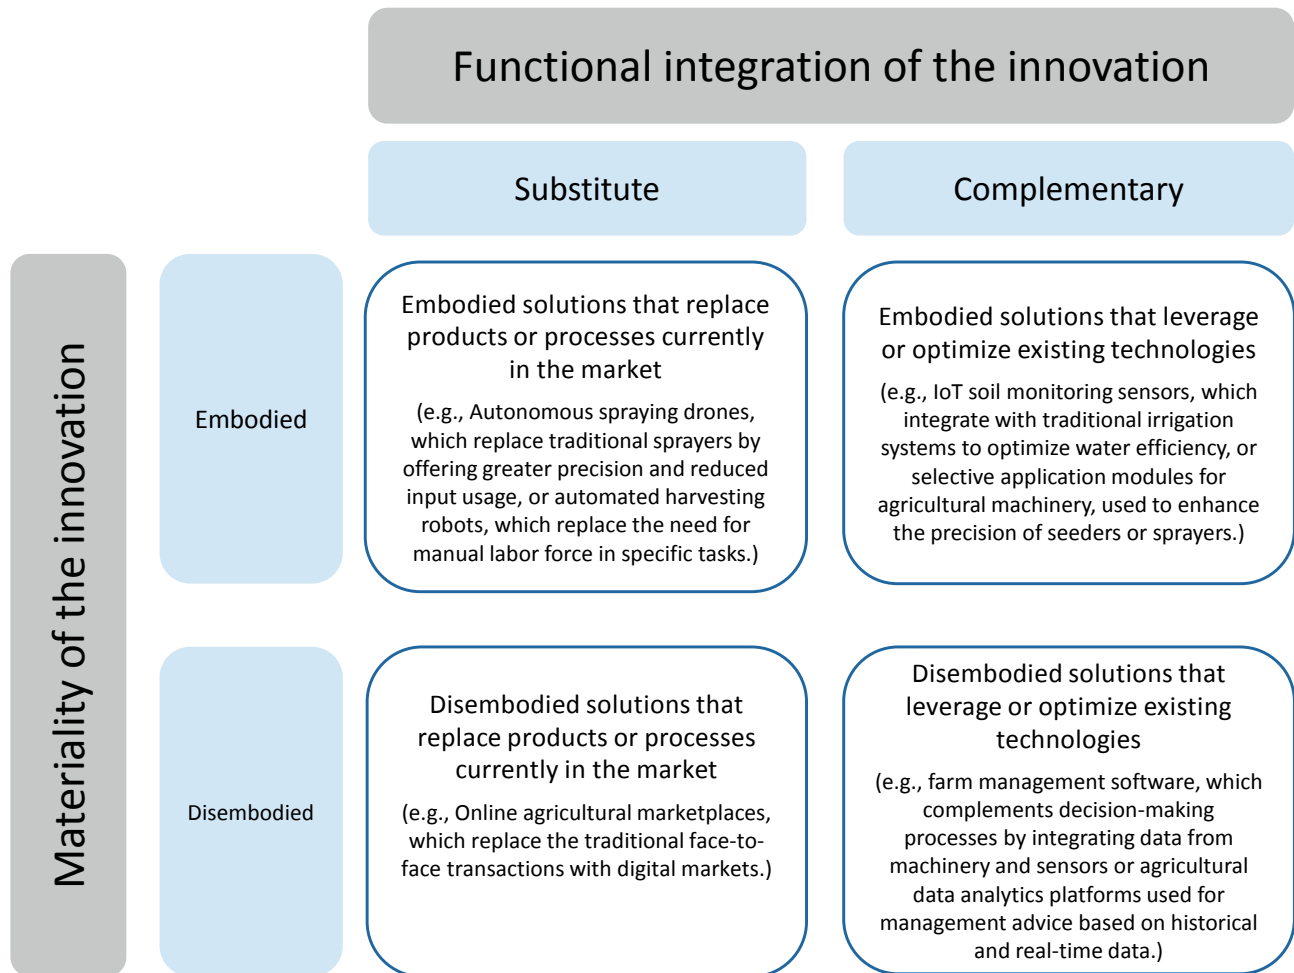 Functional integration of the innovation
Substitute
Complementary
Materiality of the innovation
Embodied
Embodied solutions that replace
products or processes currently
in the market
(e.g., Autonomous spraying drones,
which replace traditional sprayers by
offering greater precision and reduced
input usage, or automated harvesting
robots, which replace the need for
manual labor force in specific tasks.)
Embodied solutions that leverage
or optimize existing technologies
(e.g., IoT soil monitoring sensors, which
integrate with traditional irrigation
systems to optimize water efficiency, or
selective application modules for
agricultural machinery, used to enhance
the precision of seeders or sprayers.)
Disembodied
Disembodied solutions that
replace products or processes
currently in the market
(e.g., Online agricultural marketplaces,
which replace the traditional face-to-
face transactions with digital markets.)
Disembodied solutions that
leverage or optimize existing
technologies
(e.g., farm management software, which
complements decision-making
processes by integrating data from
machinery and sensors or agricultural
data analytics platforms used for
management advice based on historical
and real-time data.)